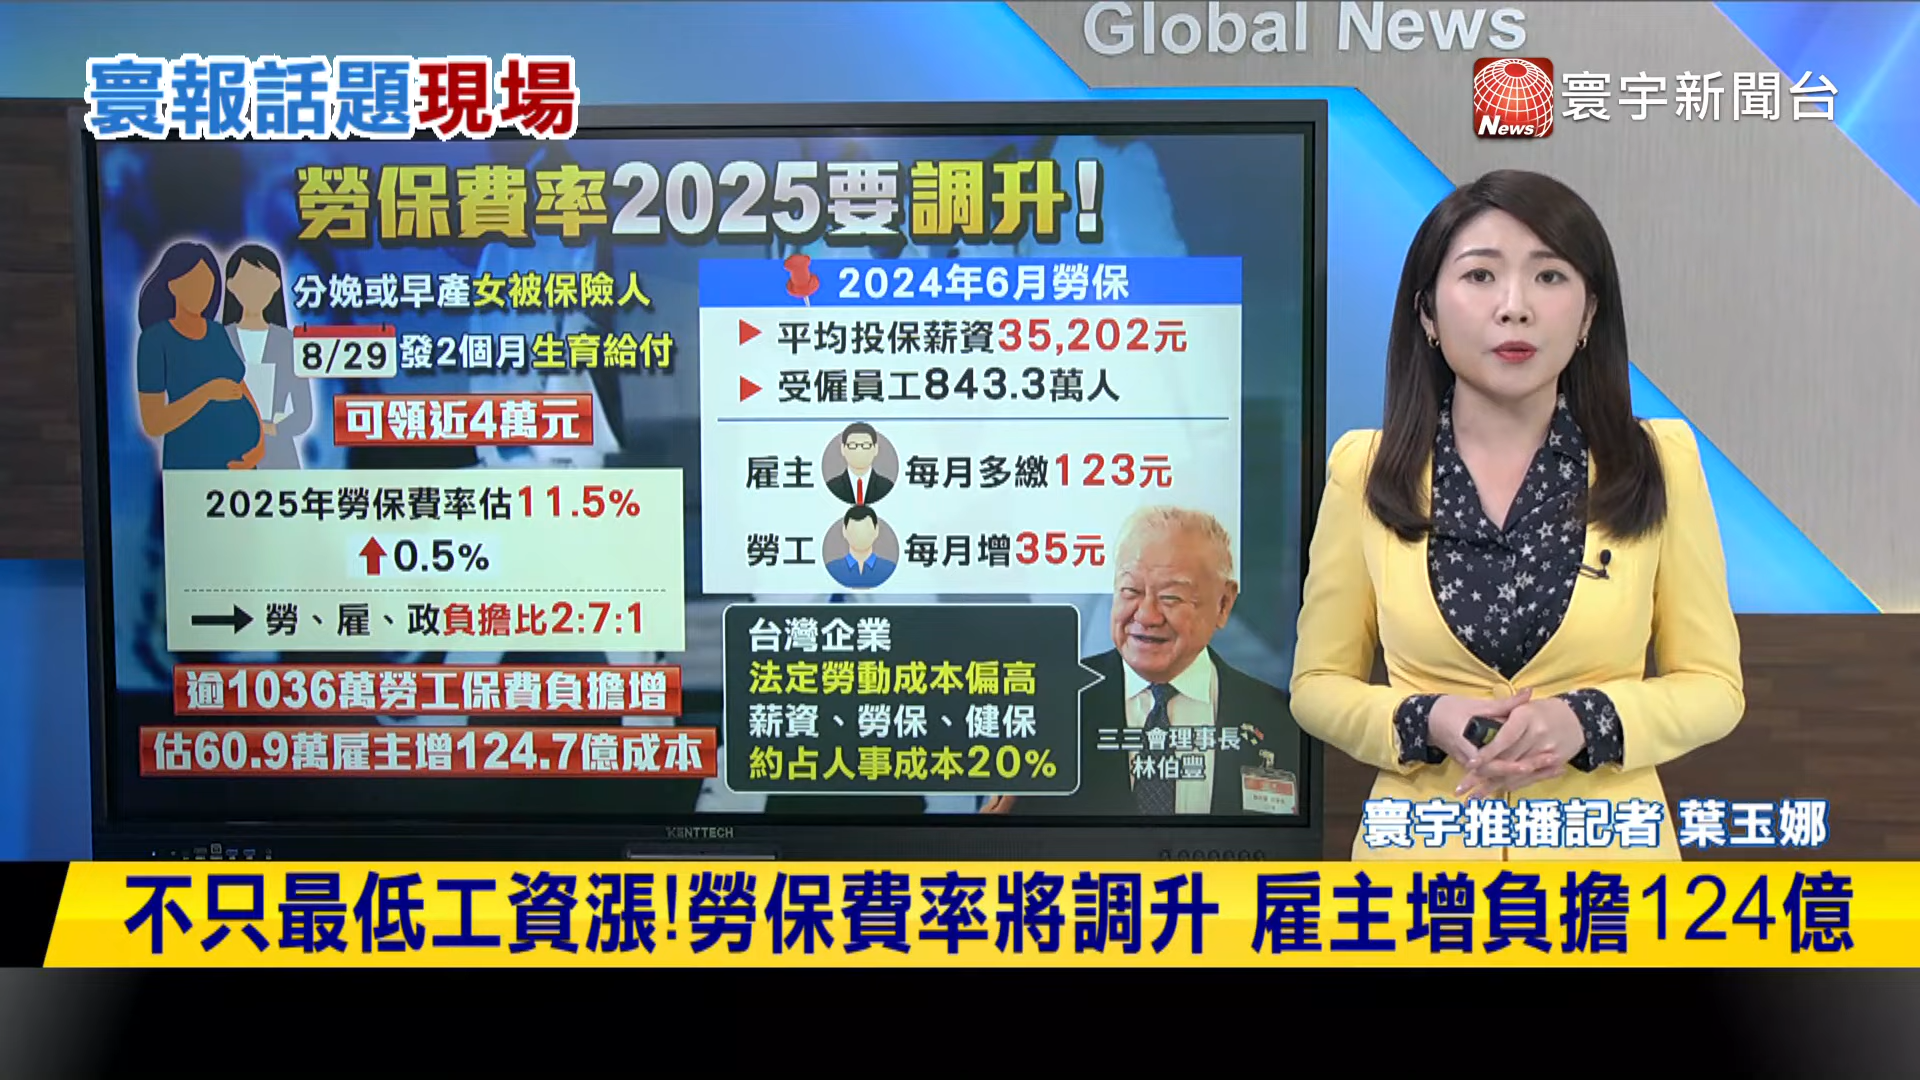 Global News
寰報話題現場
News 寰宇新聞台
勞保費率2025要調升!
分娩或早產女被保險人
8/29 發2個月生育給付
可領近4萬元
2025年勞保費率估11.5%
0.5%
勞、雇、政負擔比2:7:1
逾1036萬勞工保費負擔增
估60.9萬雇主增124.7億成本
2024年6月勞保
平均投保薪資35,202元
受僱員工843.3萬人
雇主 每月多繳123元
勞工 每月增35元
台灣企業
法定勞動成本偏高
薪資、勞保、健保
約占人事成本20%
三三會理事長
林伯豐
KENTTECH
寰宇推播記者 葉玉娜
不只最低工資漲!勞保費率將調升 雇主增負擔124億